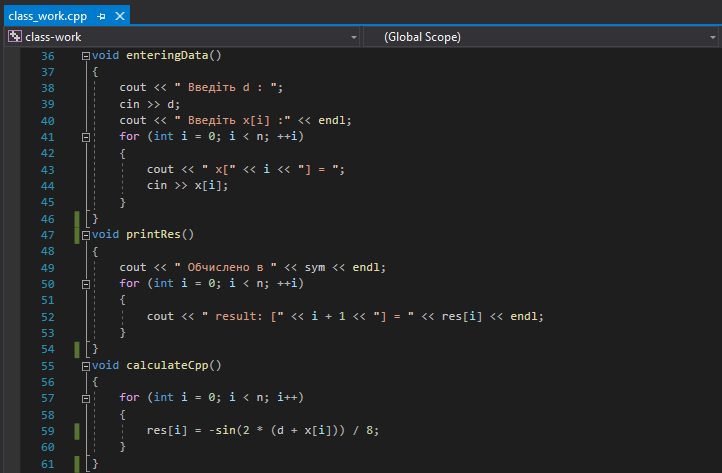 class_work.cpp
class-work (Global Scope)
36 void enteringData()
37 {
38 cout << " Введіть d : ";
39 cin >> d;
40 cout << " Введіть x[i] :" << endl;
41 for (int i = 0; i < n; ++i)
42 {
43 cout << " x[" << i << "] = ";
44 cin >> x[i];
45 }
46 }
47 void printRes()
48 {
49 cout << " Обчислено в " << sym << endl;
50 for (int i = 0; i < n; ++i)
51 {
52 cout << " result: [" << i + 1 << "] = " << res[i] << endl;
53 }
54 }
55 void calculateCpp()
56 {
57 for (int i = 0; i < n; i++)
58 {
59 res[i] = -sin(2 * (d + x[i])) / 8;
60 }
61 }